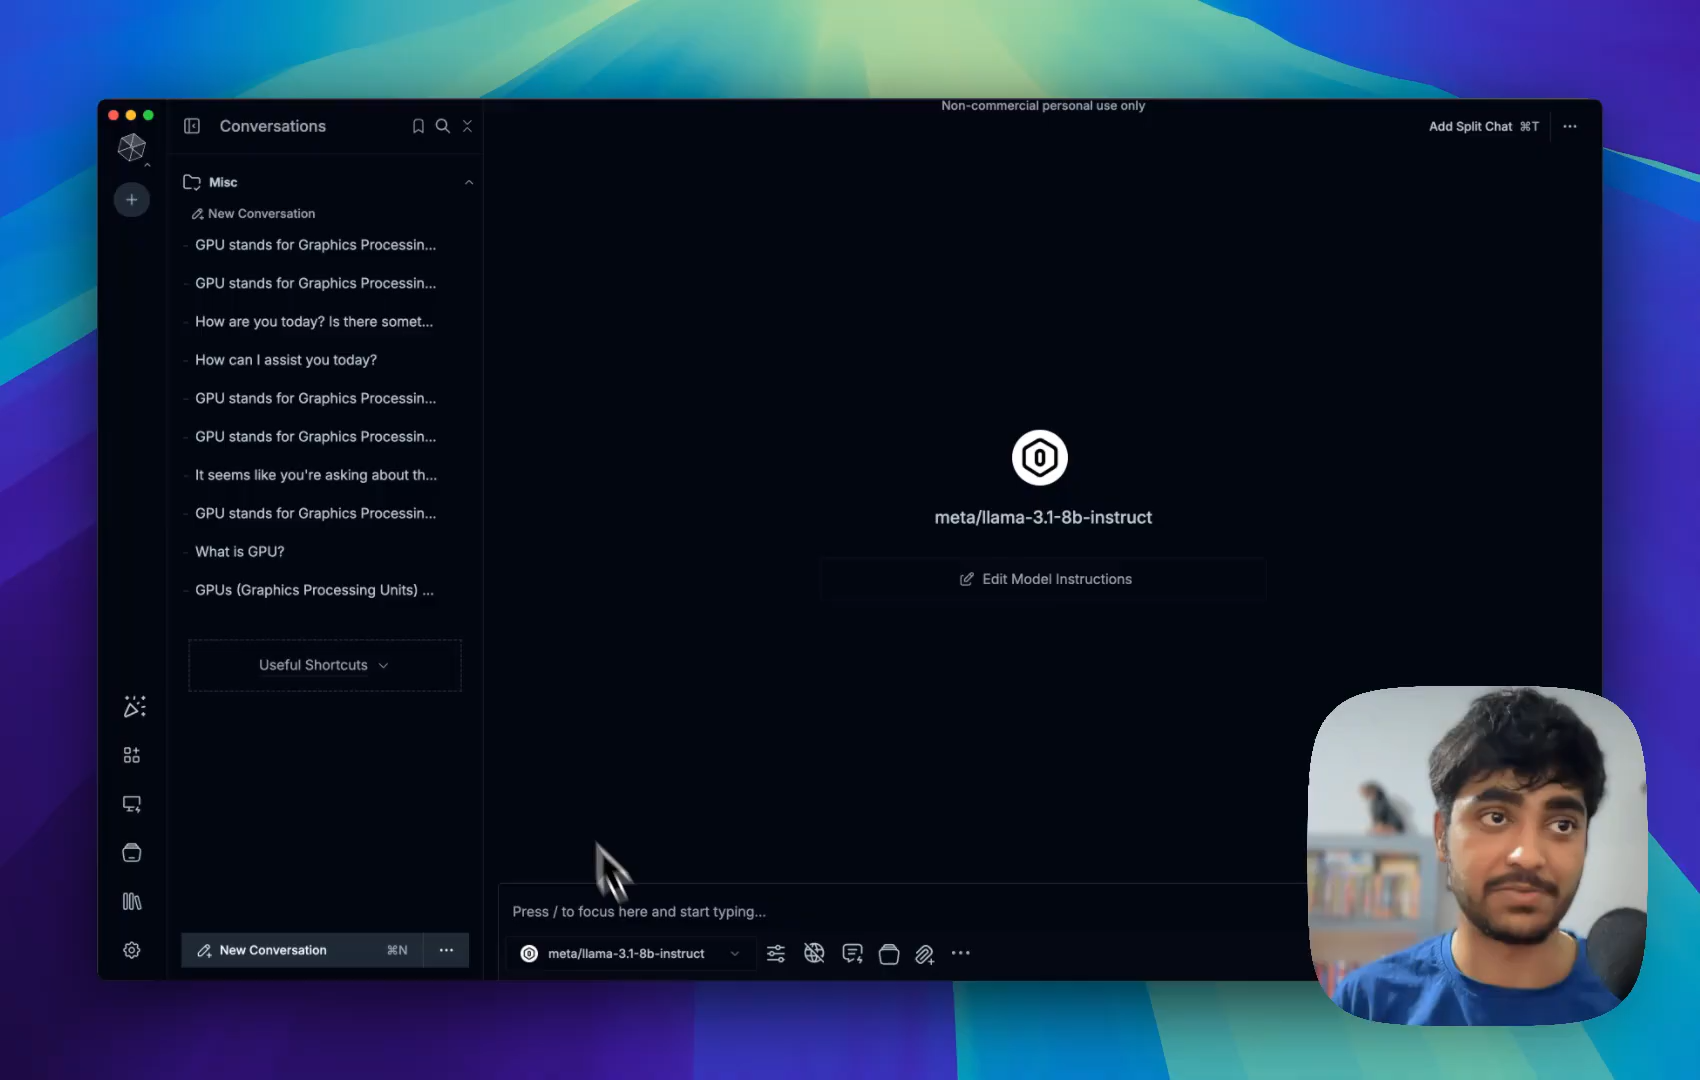 Non-commercial personal use only
Conversations
Add Split Chat ⌘T
Misc
New Conversation
GPU stands for Graphics Processin...
GPU stands for Graphics Processin...
How are you today? Is there somet...
How can I assist you today?
GPU stands for Graphics Processin...
GPU stands for Graphics Processin...
It seems like you're asking about th...
GPU stands for Graphics Processin...
What is GPU?
GPUs (Graphics Processing Units) ...
Useful Shortcuts
meta/llama-3.1-8b-instruct
Edit Model Instructions
Press / to focus here and start typing...
New Conversation ⌘N
meta/llama-3.1-8b-instruct